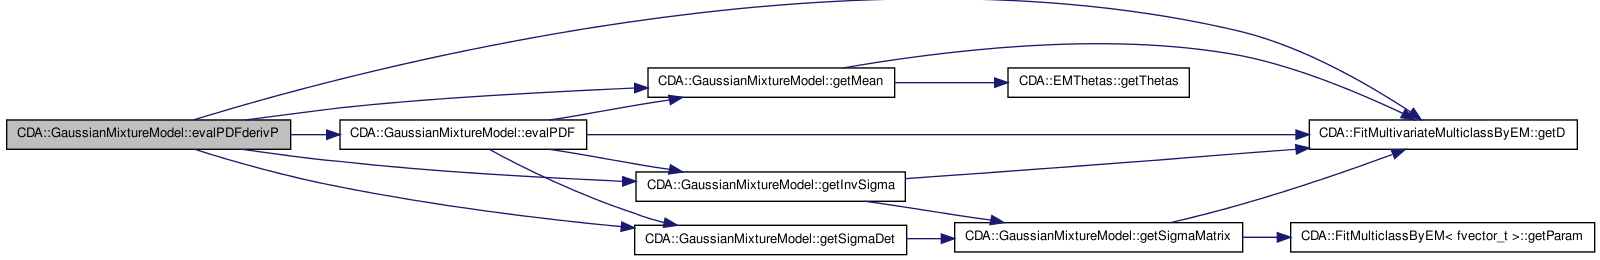 CDA::GaussianMixtureModel::evalPDFderivP
CDA::GaussianMixtureModel::evalPDF
CDA::GaussianMixtureModel::getMean
CDA::GaussianMixtureModel::getInvSigma
CDA::GaussianMixtureModel::getSigmaDet
CDA::EMThetas::getThetas
CDA::GaussianMixtureModel::getSigmaMatrix
CDA::FitMultivariateMulticlassByEM::getD
CDA::FitMulticlassByEM< fvector_t >::getParam